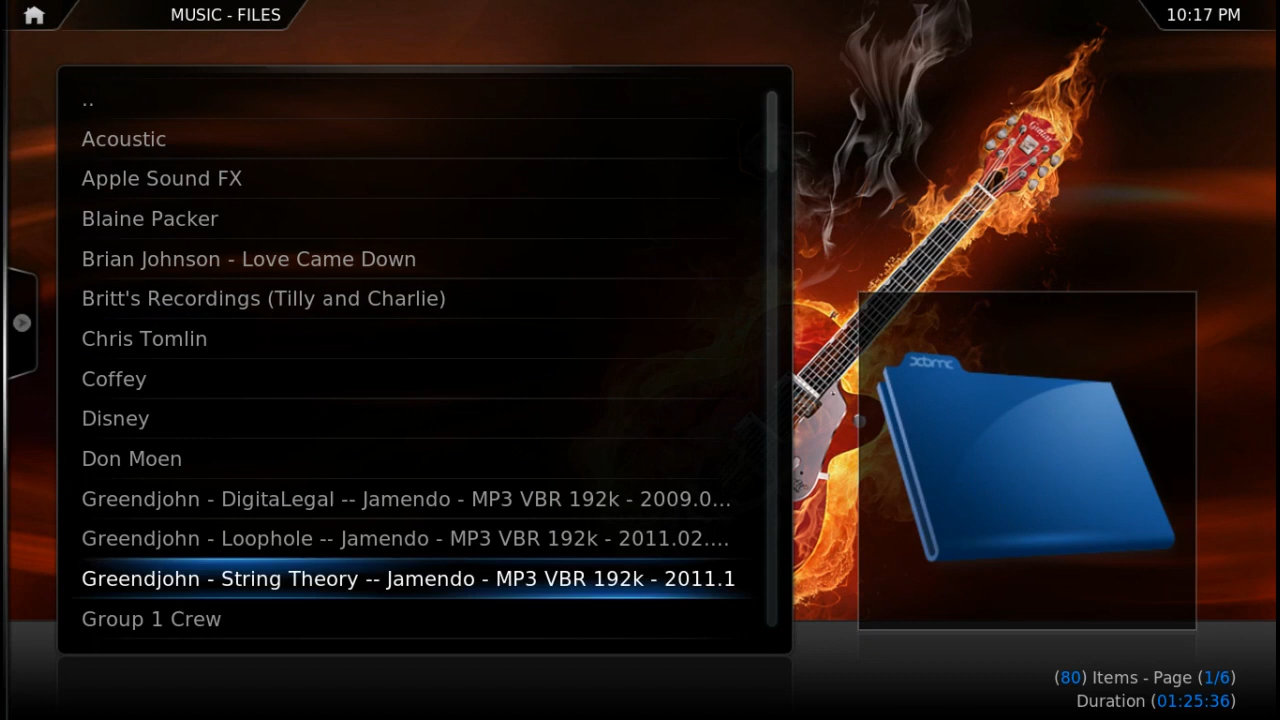 MUSIC - FILES
10:17 PM
..
Acoustic
Apple Sound FX
Blaine Packer
Brian Johnson - Love Came Down
Britt's Recordings (Tilly and Charlie)
Chris Tomlin
Coffey
Disney
Don Moen
Greendjohn - DigitaLegal -- Jamendo - MP3 VBR 192k - 2009.0...
Greendjohn - Loophole -- Jamendo - MP3 VBR 192k - 2011.02....
Greendjohn - String Theory -- Jamendo - MP3 VBR 192k - 2011.1
Group 1 Crew
xbmc
(80) Items - Page (1/6)
Duration (01:25:36)